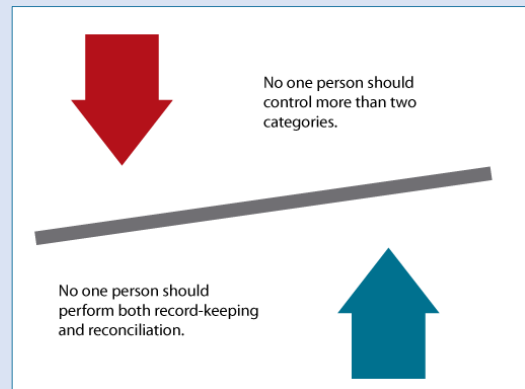 No one person should
control more than two
categories.
No one person should
perform both record-keeping
and reconciliation.